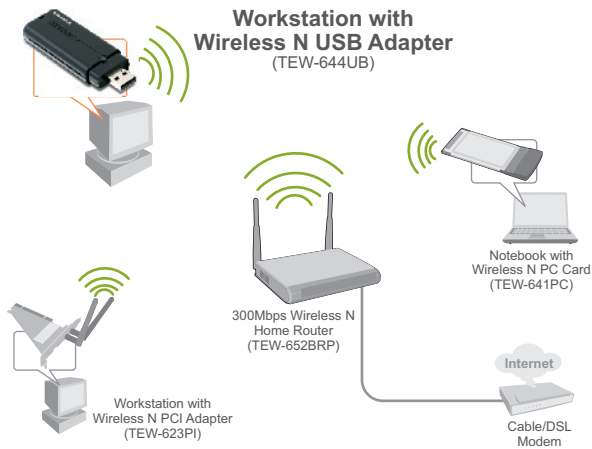 Workstation with
Wireless N USB Adapter
(TEW-644UB)
Notebook with
Wireless N PC Card
(TEW-641PC)
300Mbps Wireless N
Home Router
(TEW-652BRP)
Internet
Workstation with
Wireless N PCI Adapter
(TEW-623PI)
Cable/DSL
Modem